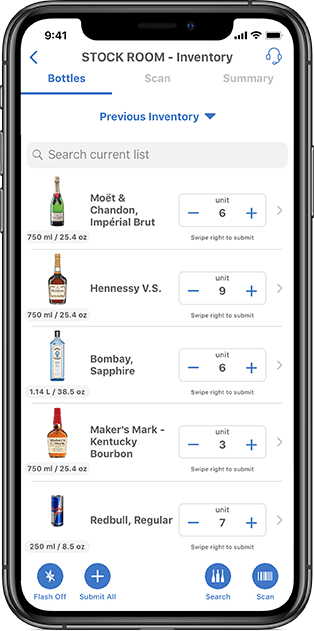 9:41
STOCK ROOM - Inventory
Bottles Scan Summary
Previous Inventory
Search current list
Moët &
Chandon,
Impérial Brut
unit
− 6 +
750 ml / 25.4 oz
Swipe right to submit
Hennessy V.S.
unit
− 9 +
750 ml / 25.4 oz
Swipe right to submit
Bombay,
Sapphire
unit
− 6 +
1.14 L / 38.5 oz
Swipe right to submit
Maker's Mark -
Kentucky
Bourbon
unit
− 3 +
750 ml / 25.4 oz
Swipe right to submit
Redbull, Regular
unit
− 7 +
250 ml / 8.5 oz
Swipe right to submit
Flash Off Submit All Search Scan